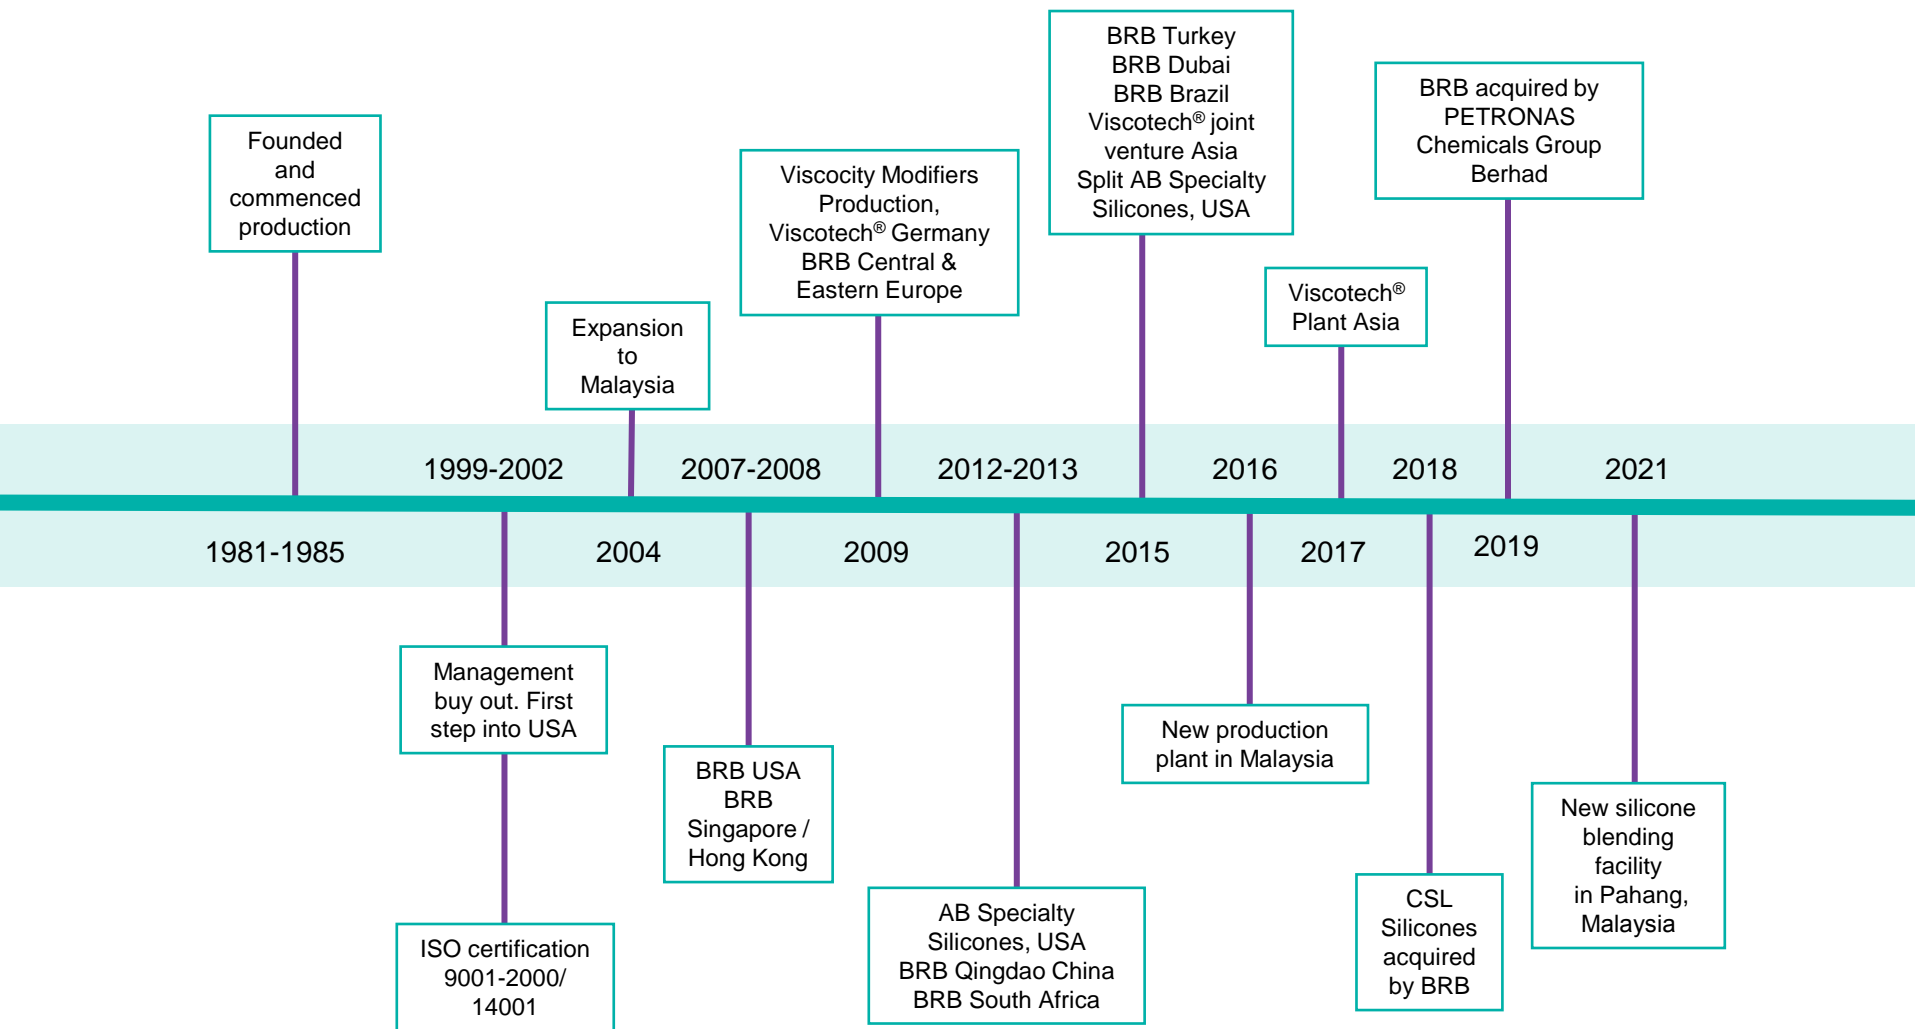 Founded
and
commenced
production
Expansion
to
Malaysia
Viscocity Modifiers
Production,
Viscotech® Germany
BRB Central &
Eastern Europe
BRB Turkey
BRB Dubai
BRB Brazil
Viscotech® joint
venture Asia
Split AB Specialty
Silicones, USA
Viscotech®
Plant Asia
BRB acquired by
PETRONAS
Chemicals Group
Berhad
1999-2002
2007-2008
2012-2013
2016
2018
2021
1981-1985
2004
2009
2015
2017
2019
Management
buy out. First
step into USA
ISO certification
9001-2000/
14001
BRB USA
BRB
Singapore /
Hong Kong
AB Specialty
Silicones, USA
BRB Qingdao China
BRB South Africa
New production
plant in Malaysia
CSL
Silicones
acquired
by BRB
New silicone
blending
facility
in Pahang,
Malaysia